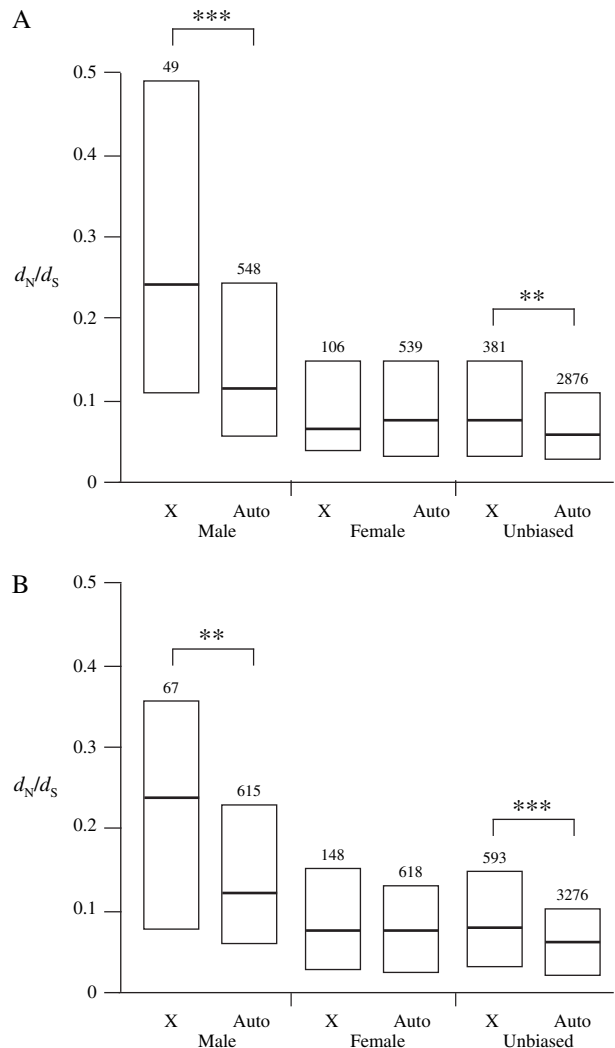 A
***
0.5
49
0.4
0.3
548
dN/dS
**
0.2
106 539 381
2876
0.1
0
X Auto X Auto X Auto
Male Female Unbiased
B
0.5
**
0.4
67
0.3
dN/dS
615
***
0.2
148 618 593
3276
0.1
0
X Auto X Auto X Auto
Male Female Unbiased